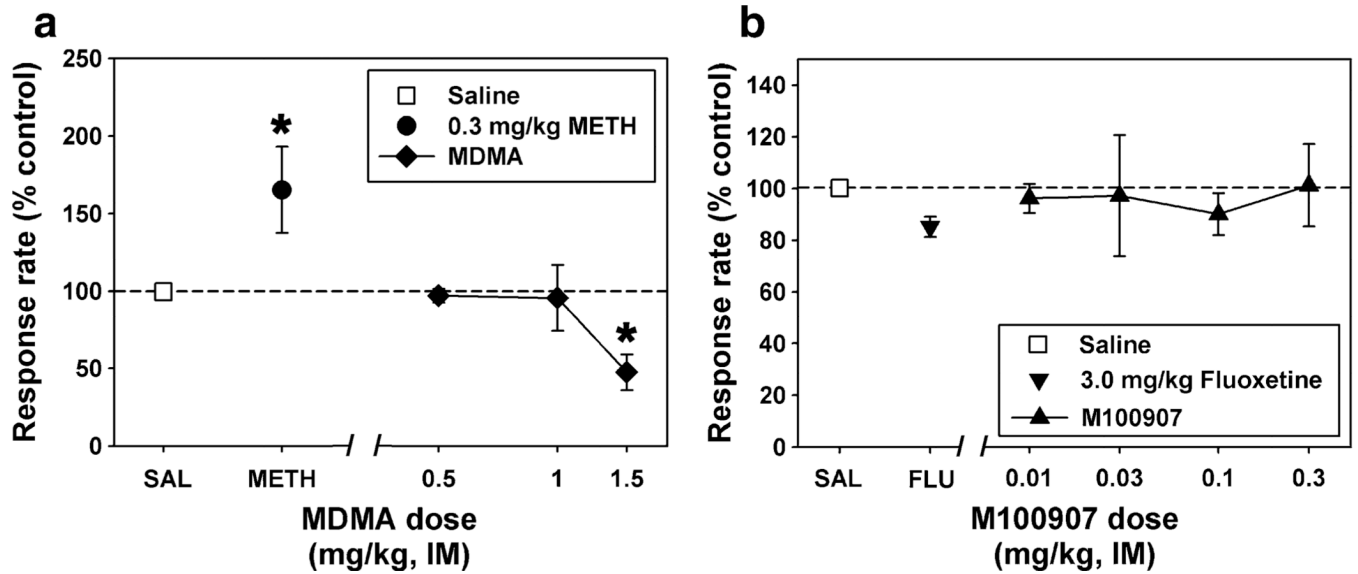 a
250
200
150
100
50
0
Response rate (% control)
Saline
0.3 mg/kg METH
MDMA
*
*
SAL METH 0.5 1 1.5
MDMA dose
(mg/kg, IM)
b
140
120
100
80
60
40
20
0
Response rate (% control)
Saline
3.0 mg/kg Fluoxetine
M100907
SAL FLU 0.01 0.03 0.1 0.3
M100907 dose
(mg/kg, IM)